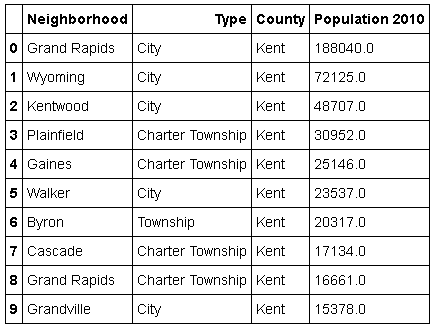 Neighborhood Type County Population 2010
0 Grand Rapids City Kent 188040.0
1 Wyoming City Kent 72125.0
2 Kentwood City Kent 48707.0
3 Plainfield Charter Township Kent 30952.0
4 Gaines Charter Township Kent 25146.0
5 Walker City Kent 23537.0
6 Byron Township Kent 20317.0
7 Cascade Charter Township Kent 17134.0
8 Grand Rapids Charter Township Kent 16661.0
9 Grandville City Kent 15378.0